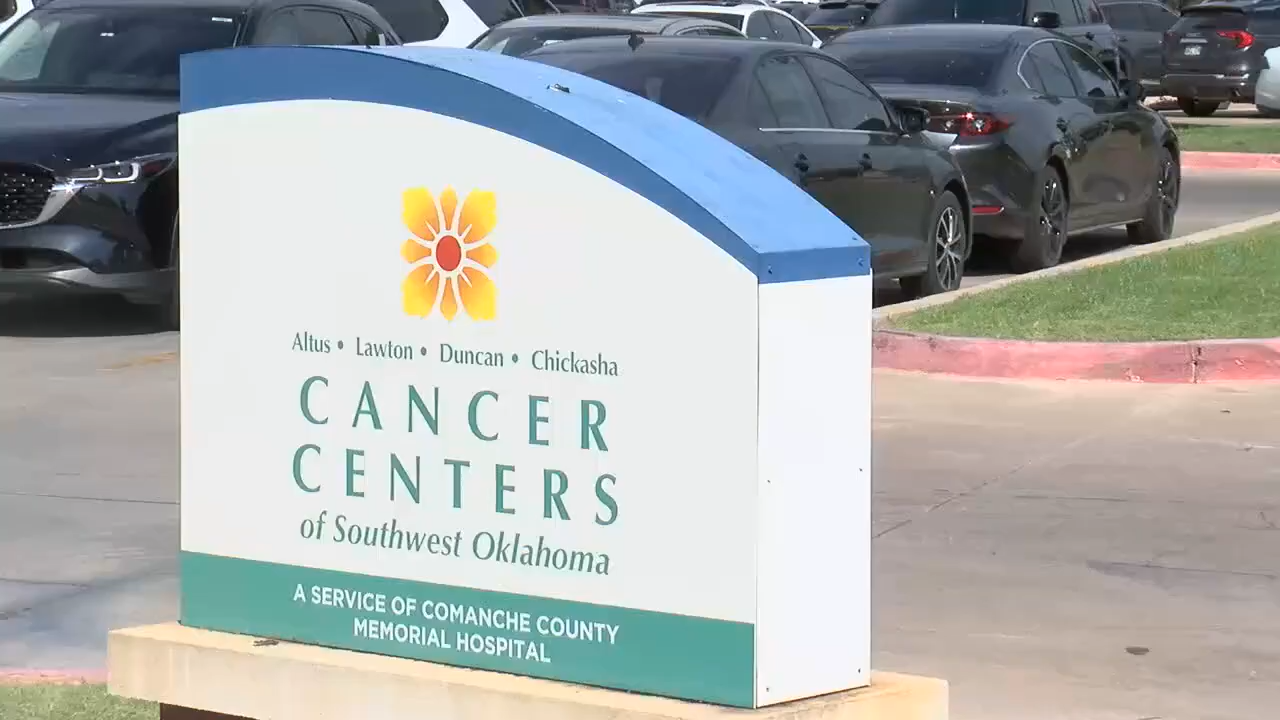 Altus • Lawton • Duncan • Chickasha
CANCER
CENTERS
of Southwest Oklahoma
A SERVICE OF COMANCHE COUNTY
MEMORIAL HOSPITAL